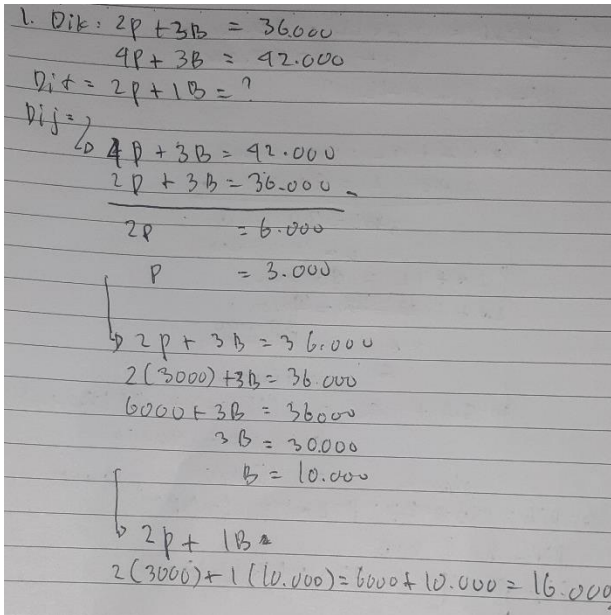 1. Dik: 2P + 3B = 36.000
4P + 3B = 42.000
Dit = 2P + 1B = ?
Dij =
4P + 3B = 42.000
2P + 3B = 36.000 -
2P = 6.000
P = 3.000
2P + 3B = 36.000
2(3000) + 3B = 36.000
6000 + 3B = 36000
3B = 30.000
B = 10.000
2P + 1B =
2(3000) + 1(10.000) = 6000 + 10.000 = 16.000